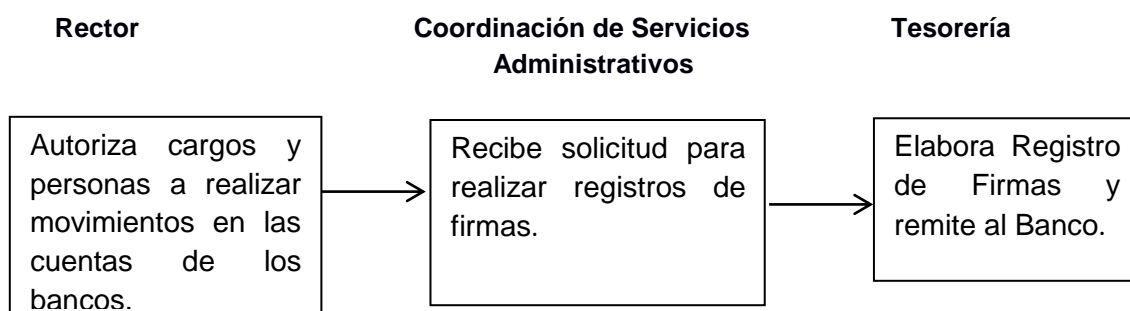 Rector
Coordinación de Servicios
Administrativos
Tesorería
Autoriza cargos y
personas a realizar
movimientos en las
cuentas de los
bancos.
Recibe solicitud para
realizar registros de
firmas.
Elabora Registro
de Firmas y
remite al Banco.